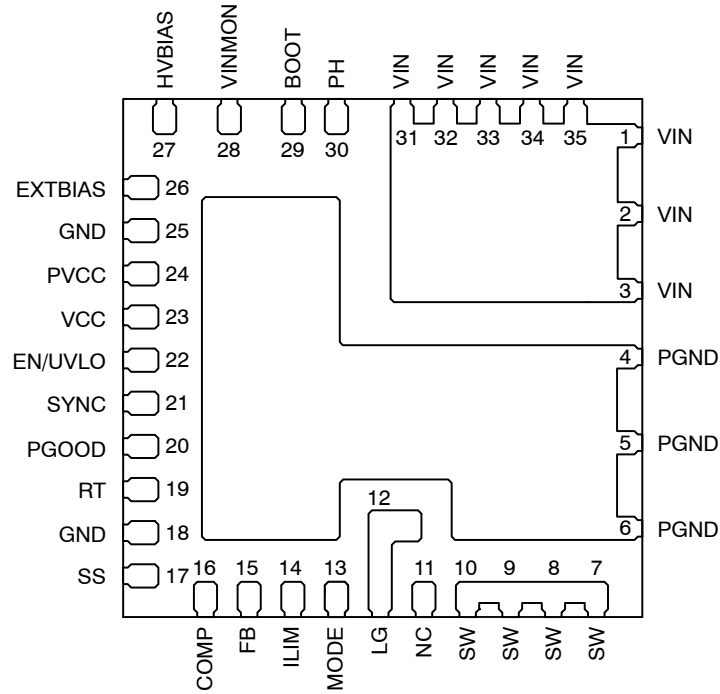 HVBIAS VINMON BOOT PH VIN VIN VIN VIN VIN
27 28 29 30 31 32 33 34 35
1 VIN
EXTBIAS 26
2 VIN
GND 25
PVCC 24
3 VIN
VCC 23
EN/UVLO 22
4 PGND
SYNC 21
PGOOD 20
5 PGND
RT 19
12
GND 18
6 PGND
SS 17
16 15 14 13 11 10 9 8 7
COMP FB ILIM MODE LG NC SW SW SW SW